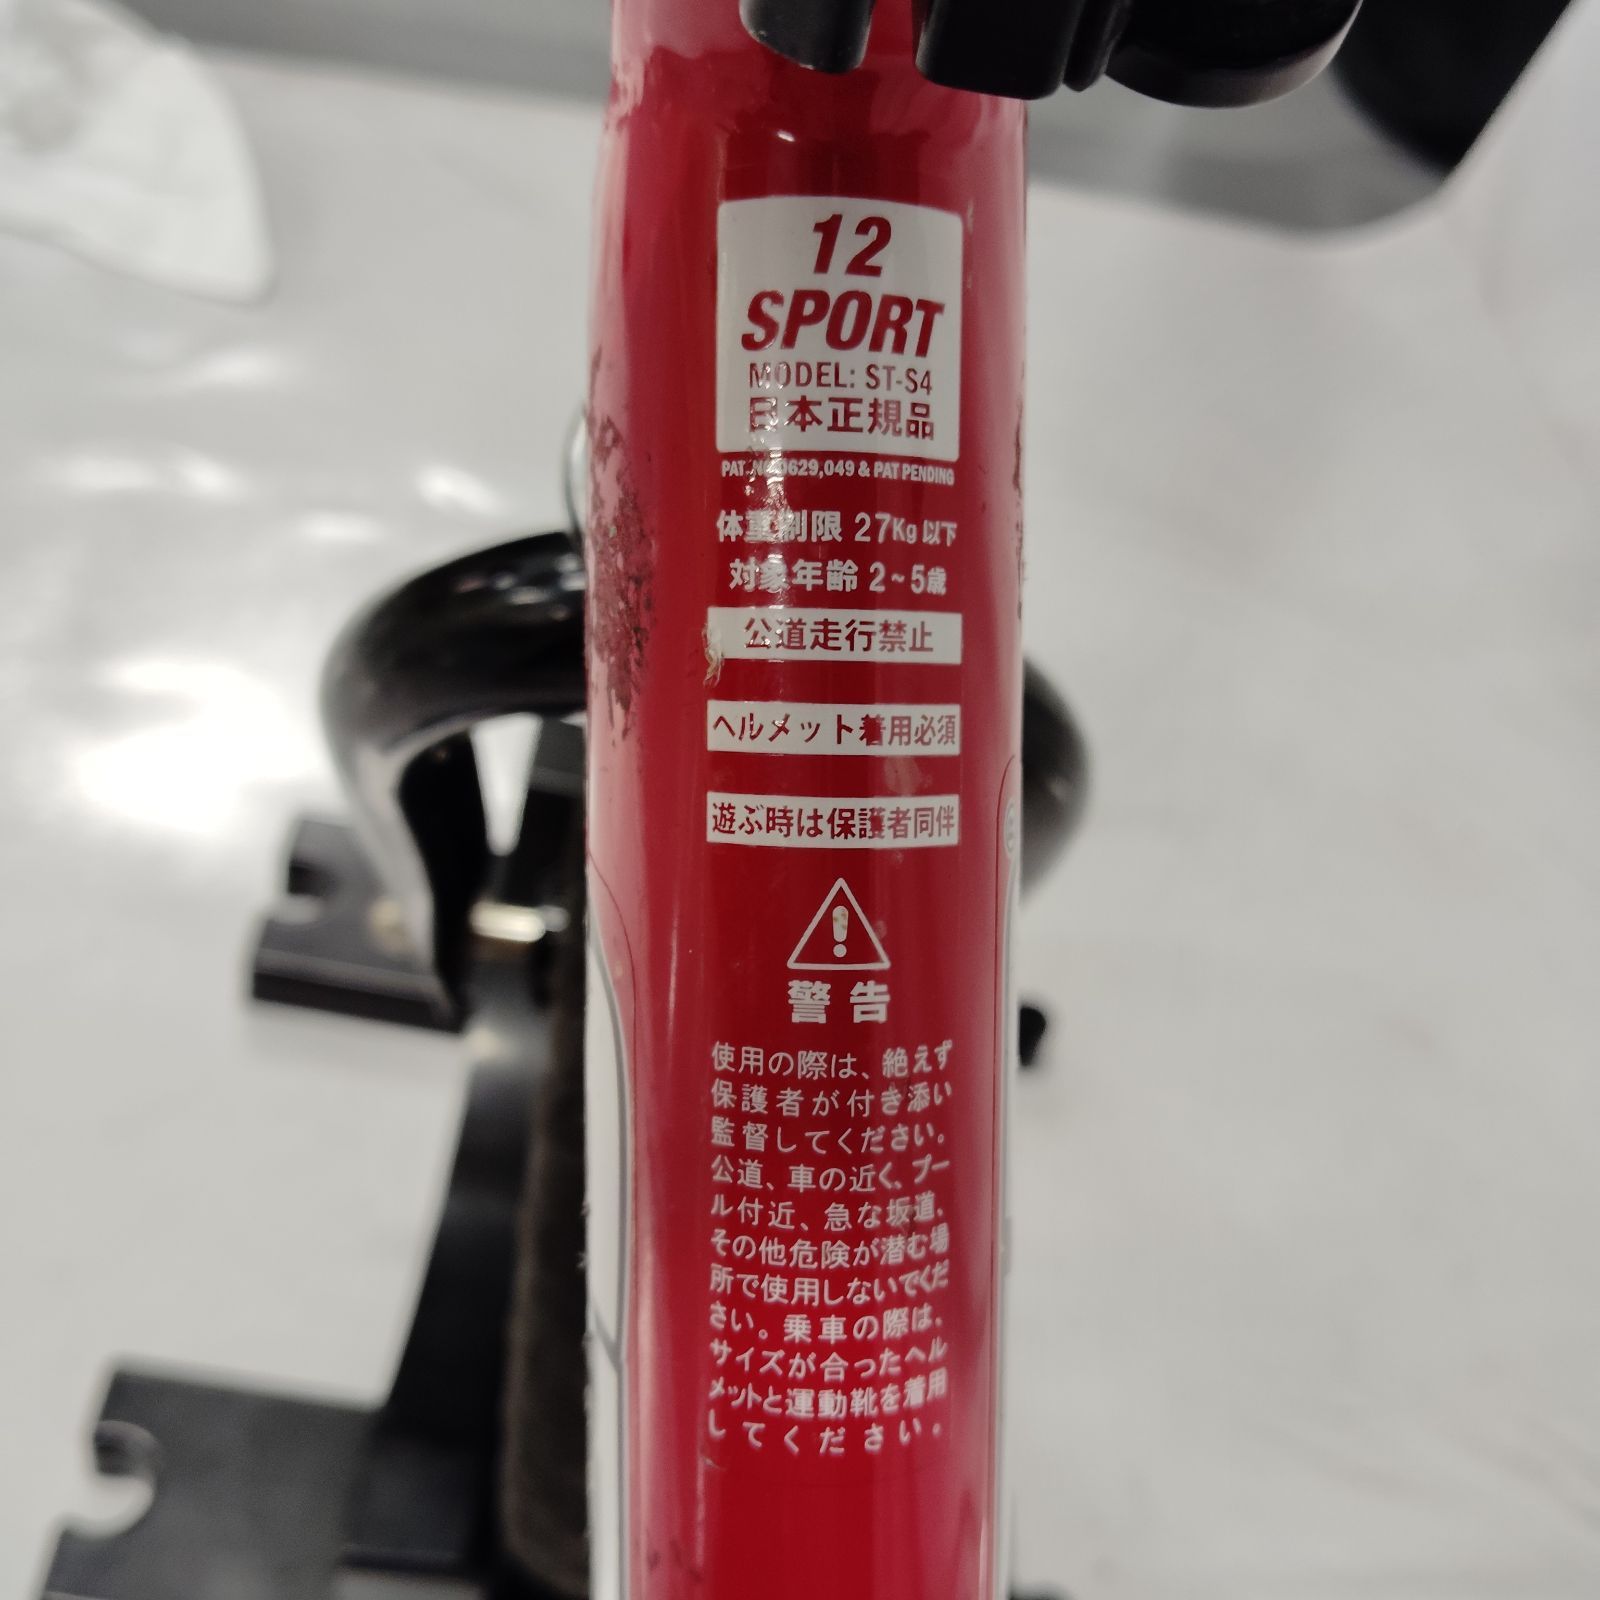 12
SPORT
MODEL: ST-S4
日本正規品
PAT. 629,049 & PAT PENDING
体重制限 27Kg 以下
対象年齢 2~5歳
公道走行禁止
ヘルメット着用必須
遊ぶ時は保護者同伴
警告
使用の際は、絶えず
保護者が付き添い
監督してください。
公道、車の近く、プー
ル付近、急な坂道、
その他危険が潜む場
所で使用しないでくだ
さい。乗車の際は、
サイズが合ったヘル
メットと運動靴を着用
してください。